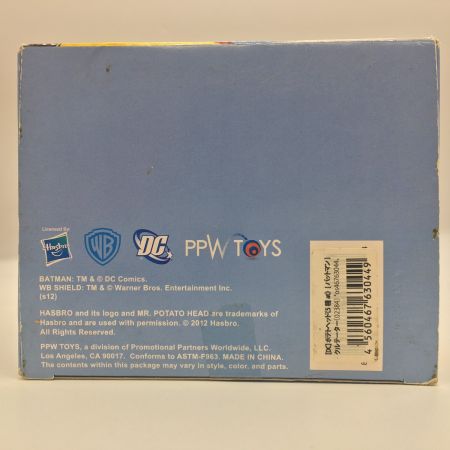 Licensed By:
Hasbro
WB
DC
PPW TOYS
BATMAN: TM & © DC Comics.
WB SHIELD: TM & © Warner Bros. Entertainment Inc.
(s12)
HASBRO and its logo and MR. POTATO HEAD are trademarks of
Hasbro and are used with permission. © 2012 Hasbro.
All Rights Reserved.
PPW TOYS, a division of Promotional Partners Worldwide, LLC.
Los Angeles, CA 90017. Conforms to ASTM-F963. MADE IN CHINA.
The contents within this package may vary in style, color, and parts.
4 560467 630449